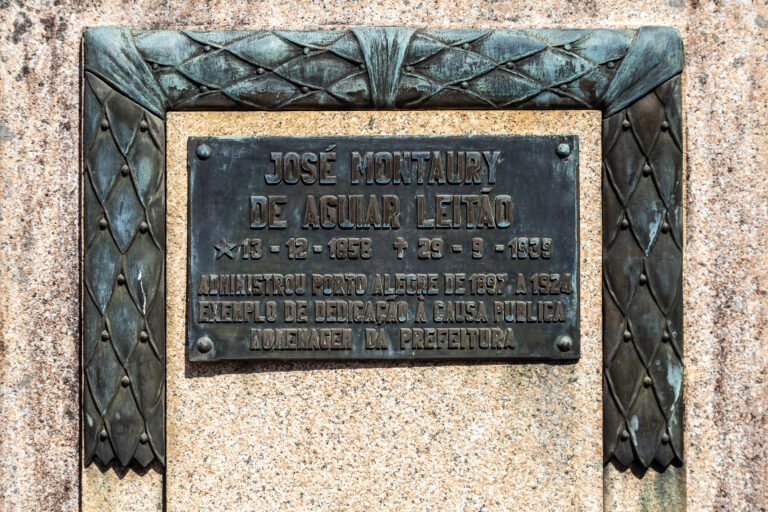 JOSÉ MONTAURY
DE AGUIAR LEITÃO
★ 13 - 12 - 1858 ✝ 29 - 9 - 1939
ADMINISTROU PORTO ALEGRE DE 1897 A 1924
EXEMPLO DE DEDICAÇÃO À CAUSA PUBLICA
HOMENAGEM DA PREFEITURA